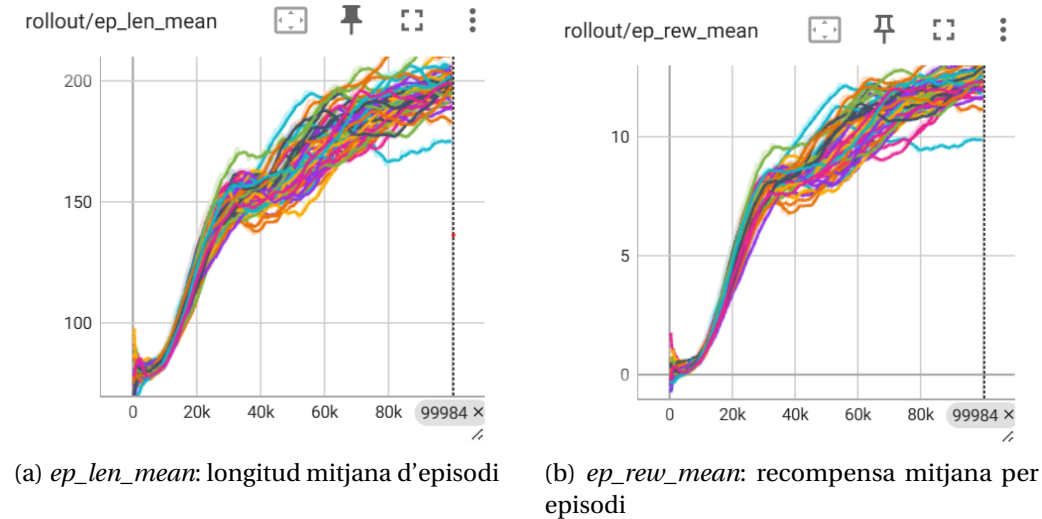 rollout/ep_len_mean
200
150
100
0 20k 40k 60k 80k 99984 ×
(a) ep_len_mean: longitud mitjana d'episodi
rollout/ep_rew_mean
10
5
0
0 20k 40k 60k 80k 99984 ×
(b) ep_rew_mean: recompensa mitjana per
episodi